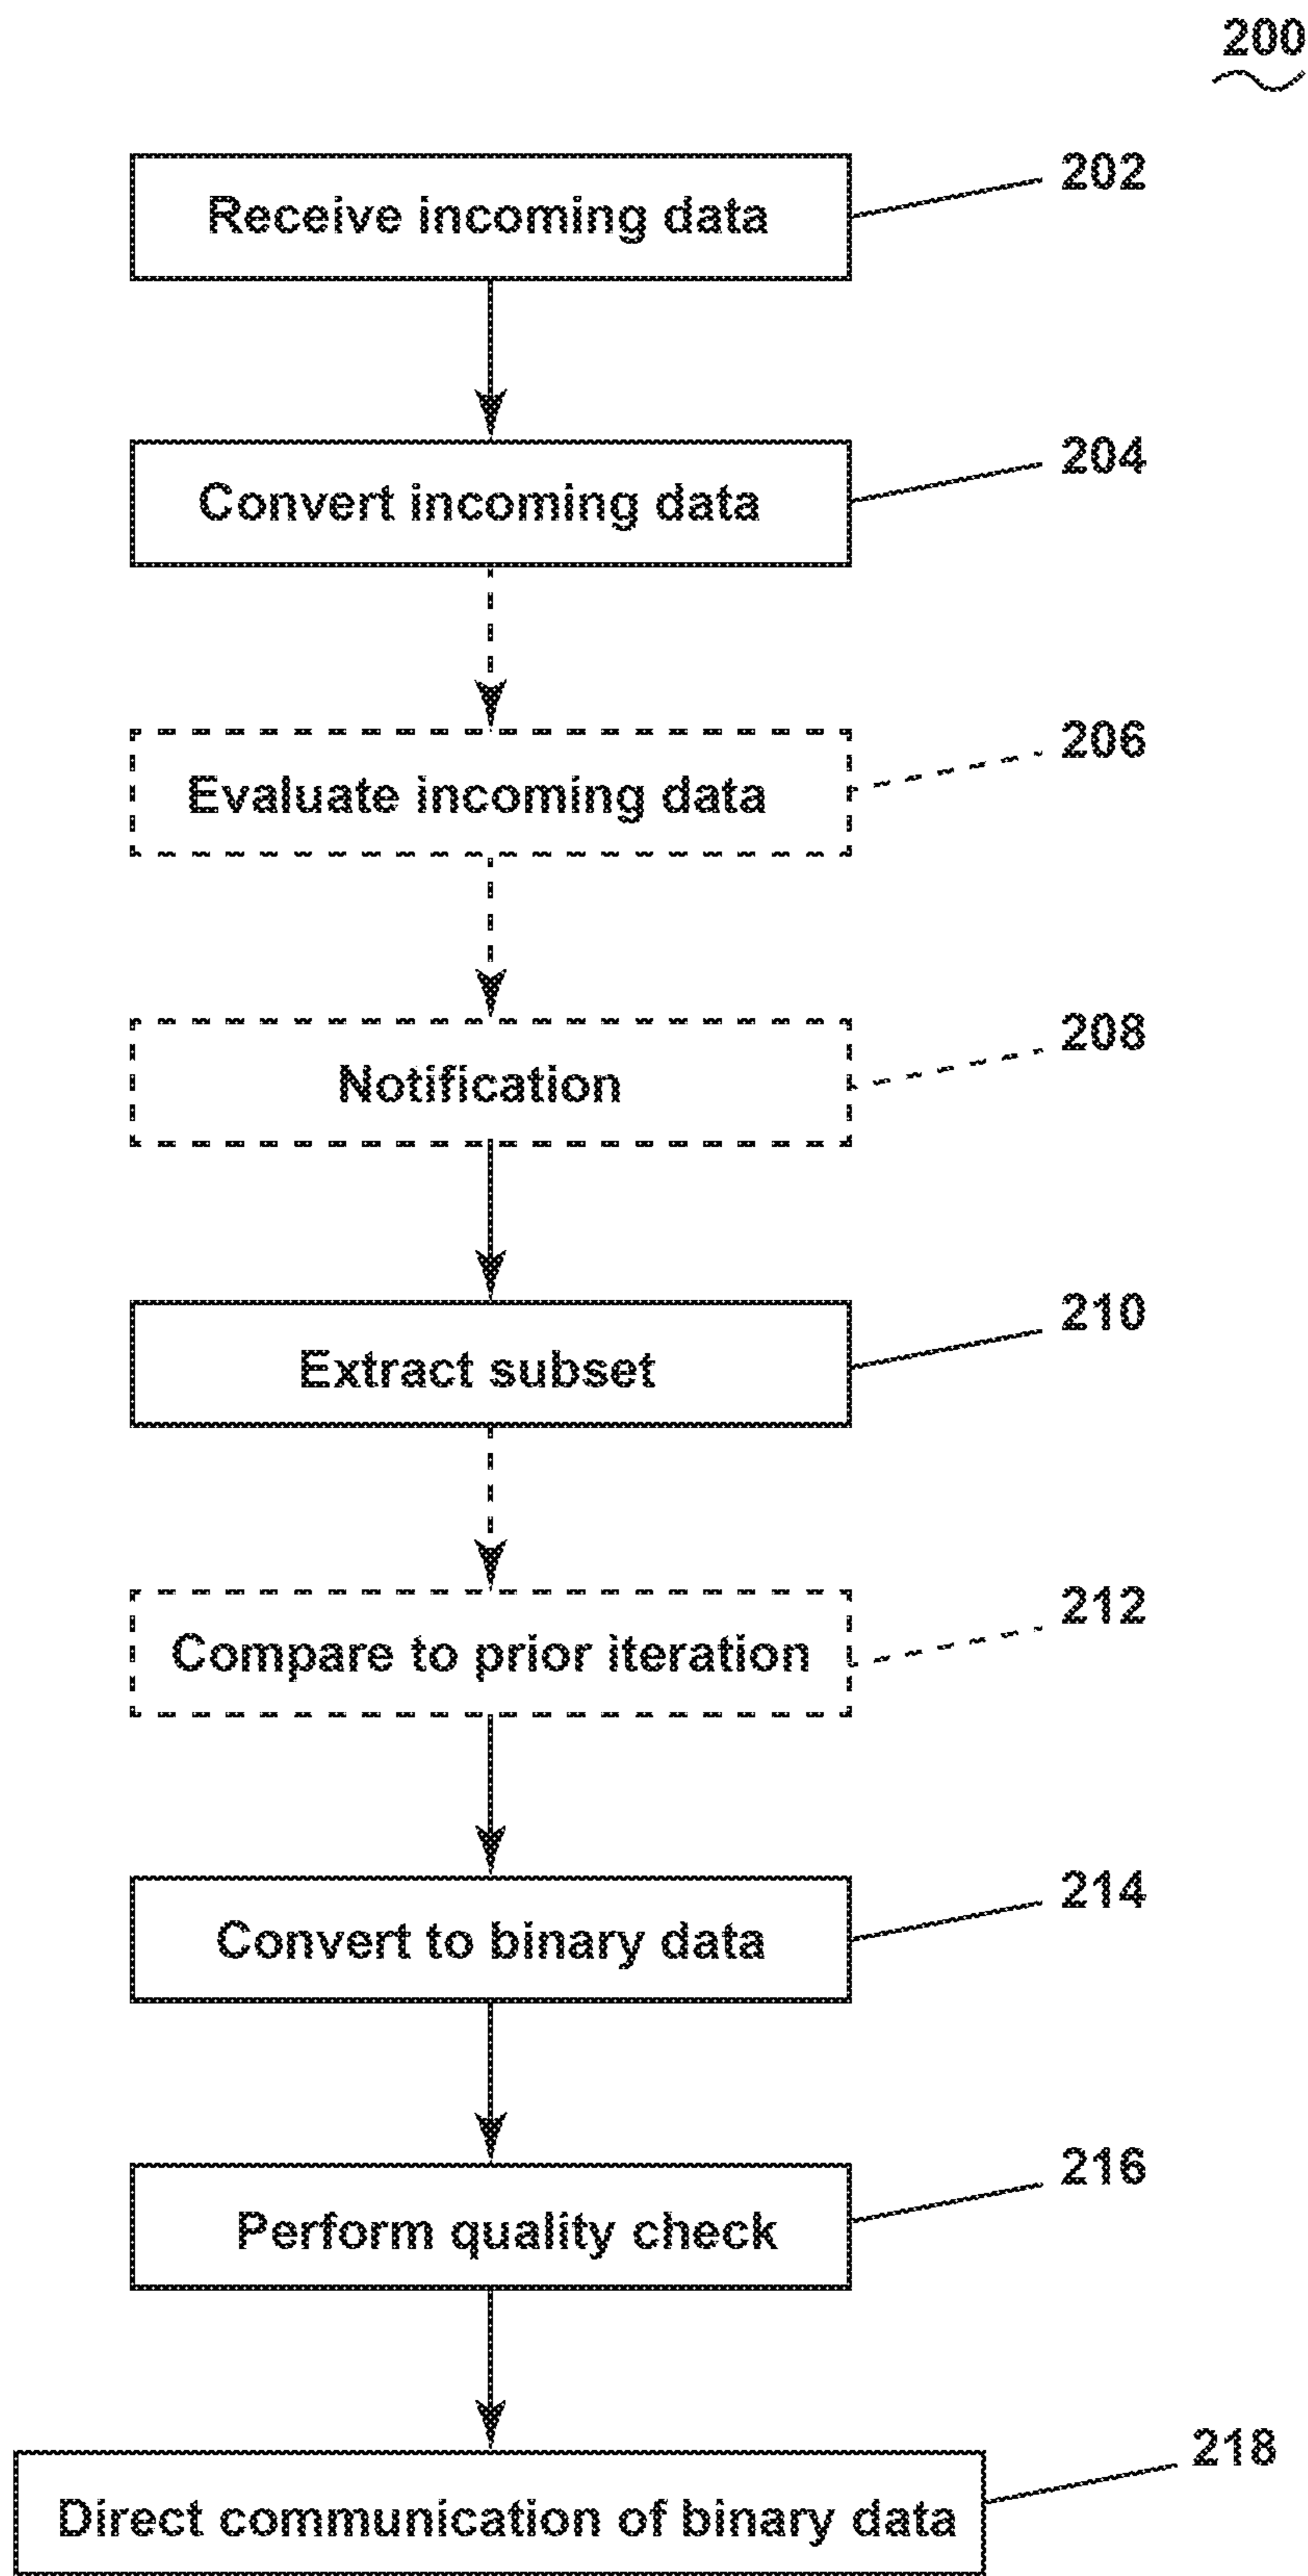 200
Receive incoming data
202
Convert incoming data
204
Evaluate incoming data
206
Notification
208
Extract subset
210
Compare to prior iteration
212
Convert to binary data
214
Perform quality check
216
Direct communication of binary data
218